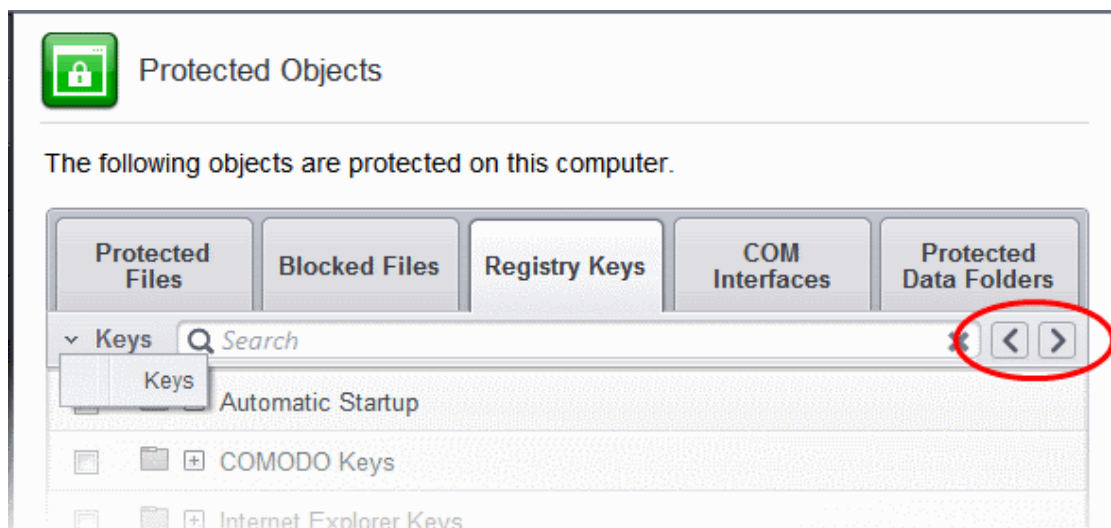 Protected Objects
The following objects are protected on this computer.
Protected
Files
Blocked Files
Registry Keys
COM
Interfaces
Protected
Data Folders
Keys
Search
Keys
Automatic Startup
COMODO Keys
Internet Explorer Keys